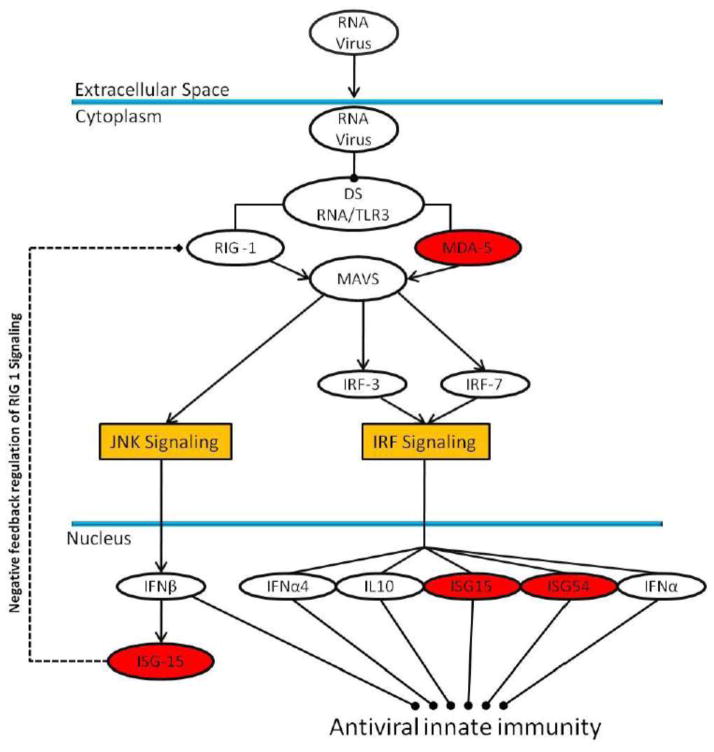 RNA
Virus
Extracellular Space
Cytoplasm
RNA
Virus
DS
RNA/TLR3
RIG -1
MDA-5
MAVS
IRF-3
IRF-7
JNK Signaling
IRF Signaling
Negative feedback regulation of RIG 1 Signaling
Nucleus
IFNβ
IFNα4
IL10
ISG15
ISG54
IFNα
ISG-15
Antiviral innate immunity